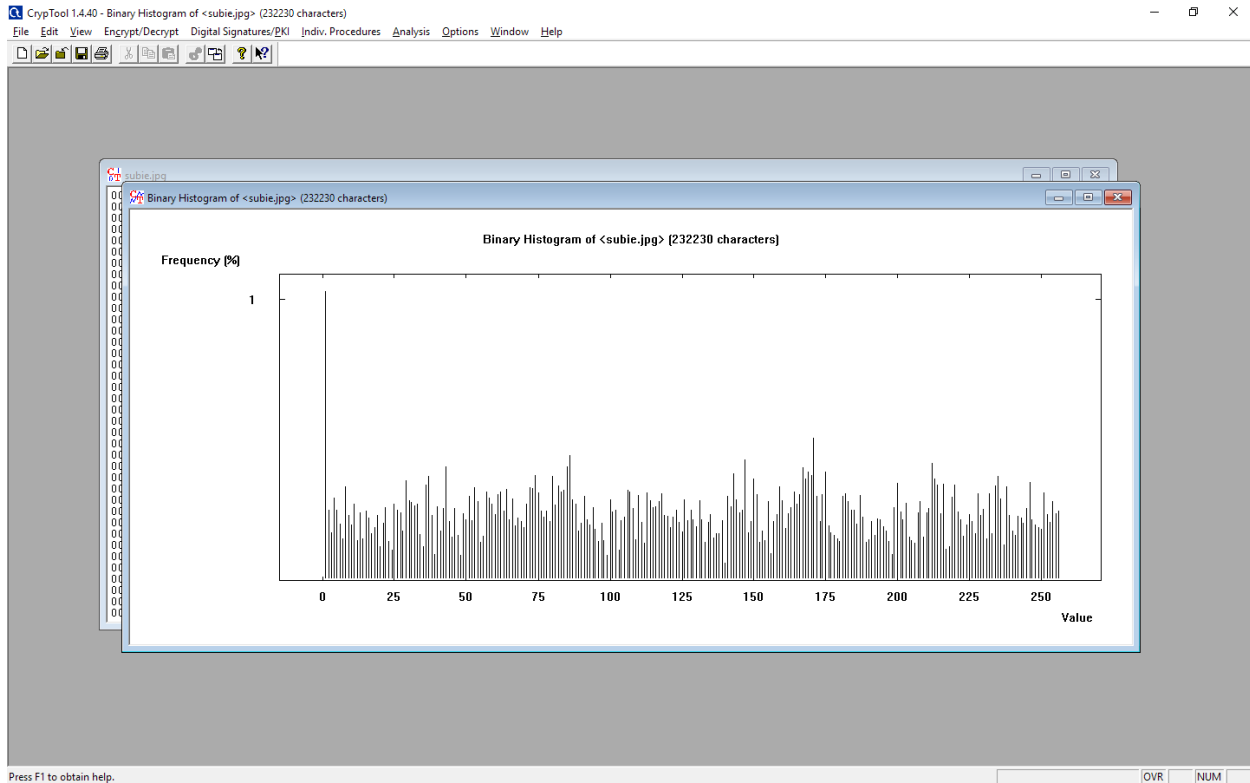 CrypTool 1.4.40 - Binary Histogram of <subie.jpg> (232230 characters)
File Edit View Encrypt/Decrypt Digital Signatures/PKI Indiv. Procedures Analysis Options Window Help
subie.jpg
Binary Histogram of <subie.jpg> (232230 characters)
Binary Histogram of <subie.jpg> (232230 characters)
Frequency (%)
1
0 25 50 75 100 125 150 175 200 225 250
Value
Press F1 to obtain help.
OVR NUM